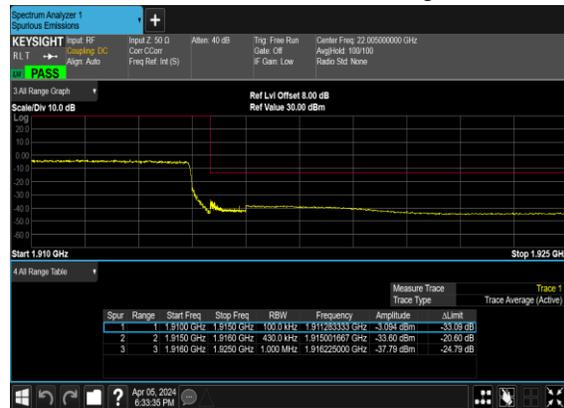 Spectrum Analyzer 1
Spurious Emissions
+
KEYSIGHT Input: RF Input Z: 50 Ω Atten: 40 dB Trig: Free Run Center Freq: 22.005000000 GHz
RLT Coupling: DC Corr CCorr Gate: Off Avg|Hold: 100/100
Align: Auto Freq Ref: Int (S) IF Gain: Low Radio Std: None
PASS
3.All Range Graph Ref Lvl Offset 8.00 dB
Scale/Div 10.0 dB Ref Value 30.00 dBm
Log
20.0
10.0
0.00
-10.0
-20.0
-30.0
-40.0
-50.0
-60.0
Start 1.910 GHz Stop 1.925 GH
4 All Range Table
Measure Trace Trace 1
Trace Type Trace Average (Active)
Spur Range Start Freq Stop Freq RBW Frequency Amplitude ΔLimit
1 1 1.9100 GHz 1.9150 GHz 100.0 kHz 1.911283333 GHz -3.094 dBm -33.09 dB
2 2 1.9150 GHz 1.9160 GHz 430.0 kHz 1.915001667 GHz -33.60 dBm -20.60 dB
3 3 1.9160 GHz 1.9250 GHz 1.000 MHz 1.916225000 GHz -37.79 dBm -24.79 dB
? Apr 05, 2024
6:33:35 PM